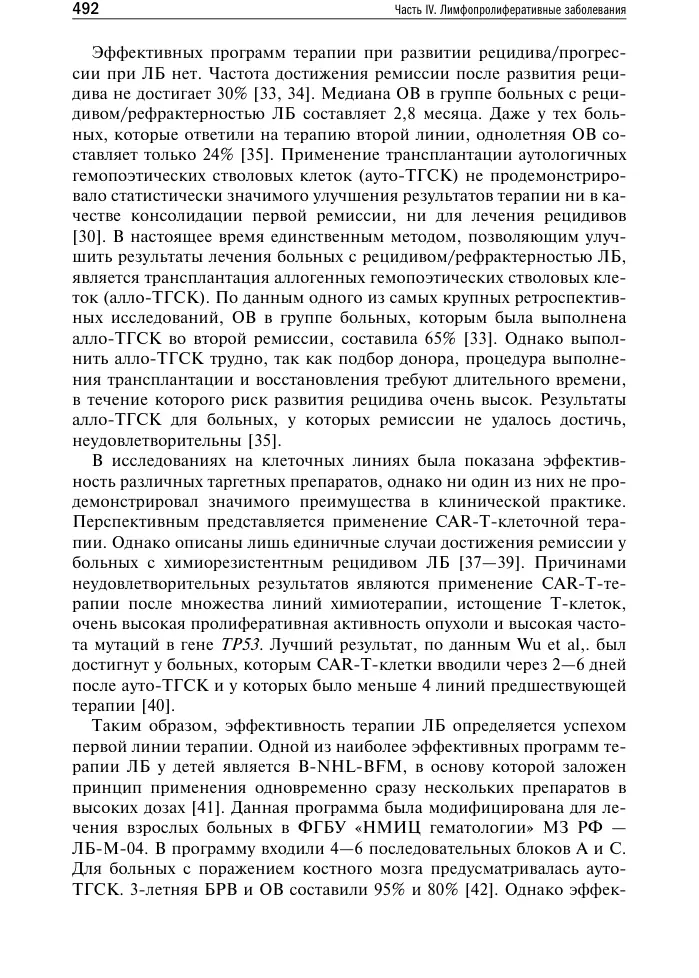 492
Часть IV. Лимфопролиферативные заболевания
Эффективных программ терапии при развитии рецидива/прогрес-
сии при ЛБ нет. Частота достижения ремиссии после развития реци-
дива не достигает 30% [33, 34]. Медиана ОВ в группе больных с реци-
дивом/рефрактерностью ЛБ составляет 2,8 месяца. Даже у тех боль-
ных, которые ответили на терапию второй линии, однолетняя ОВ со-
ставляет только 24% [35]. Применение трансплантации аутологичных
гемопоэтических стволовых клеток (ауто-ТГСК) не продемонстриро-
вало статистически значимого улучшения результатов терапии ни в ка-
честве консолидации первой ремиссии, ни для лечения рецидивов
[30]. В настоящее время единственным методом, позволяющим улуч-
шить результаты лечения больных с рецидивом/рефрактерностью ЛБ,
является трансплантация аллогенных гемопоэтических стволовых кле-
ток (алло-ТГСК). По данным одного из самых крупных ретроспектив-
ных исследований, ОВ в группе больных, которым была выполнена
алло-ТГСК во второй ремиссии, составила 65% [33]. Однако выпол-
нить алло-ТГСК трудно, так как подбор донора, процедура выполне-
ния трансплантации и восстановления требуют длительного времени,
в течение которого риск развития рецидива очень высок. Результаты
алло-ТГСК для больных, у которых ремиссии не удалось достичь,
неудовлетворительны [35].
В исследованиях на клеточных линиях была показана эффектив-
ность различных таргетных препаратов, однако ни один из них не про-
демонстрировал значимого преимущества в клинической практике.
Перспективным представляется применение CAR-T-клеточной тера-
пии. Однако описаны лишь единичные случаи достижения ремиссии у
больных с химиорезистентным рецидивом ЛБ [37—39]. Причинами
неудовлетворительных результатов являются применение CAR-T-те-
рапии после множества линий химиотерапии, истощение Т-клеток,
очень высокая пролиферативная активность опухоли и высокая часто-
та мутаций в гене TP53. Лучший результат, по данным Wu et al,. был
достигнут у больных, которым CAR-T-клетки вводили через 2—6 дней
после ауто-ТГСК и у которых было меньше 4 линий предшествующей
терапии [40].
Таким образом, эффективность терапии ЛБ определяется успехом
первой линии терапии. Одной из наиболее эффективных программ те-
рапии ЛБ у детей является B-NHL-BFM, в основу которой заложен
принцип применения одновременно сразу нескольких препаратов в
высоких дозах [41]. Данная программа была модифицирована для ле-
чения взрослых больных в ФГБУ «НМИЦ гематологии» МЗ РФ —
ЛБ-М-04. В программу входили 4—6 последовательных блоков А и С.
Для больных с поражением костного мозга предусматривалась ауто-
ТГСК. 3-летняя БРВ и ОВ составили 95% и 80% [42]. Однако эффек-